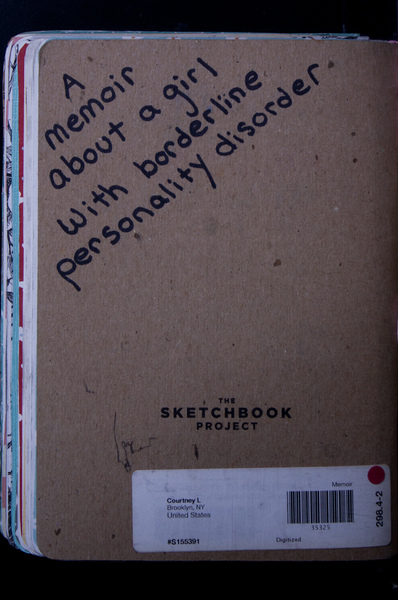 A
memoir
about a girl
With borderline
personality disorder
THE
SKETCHBOOK
PROJECT
Memoir
Courtney L
Brooklyn, NY
United States
35325
298.4-2
#S155391
Digitized